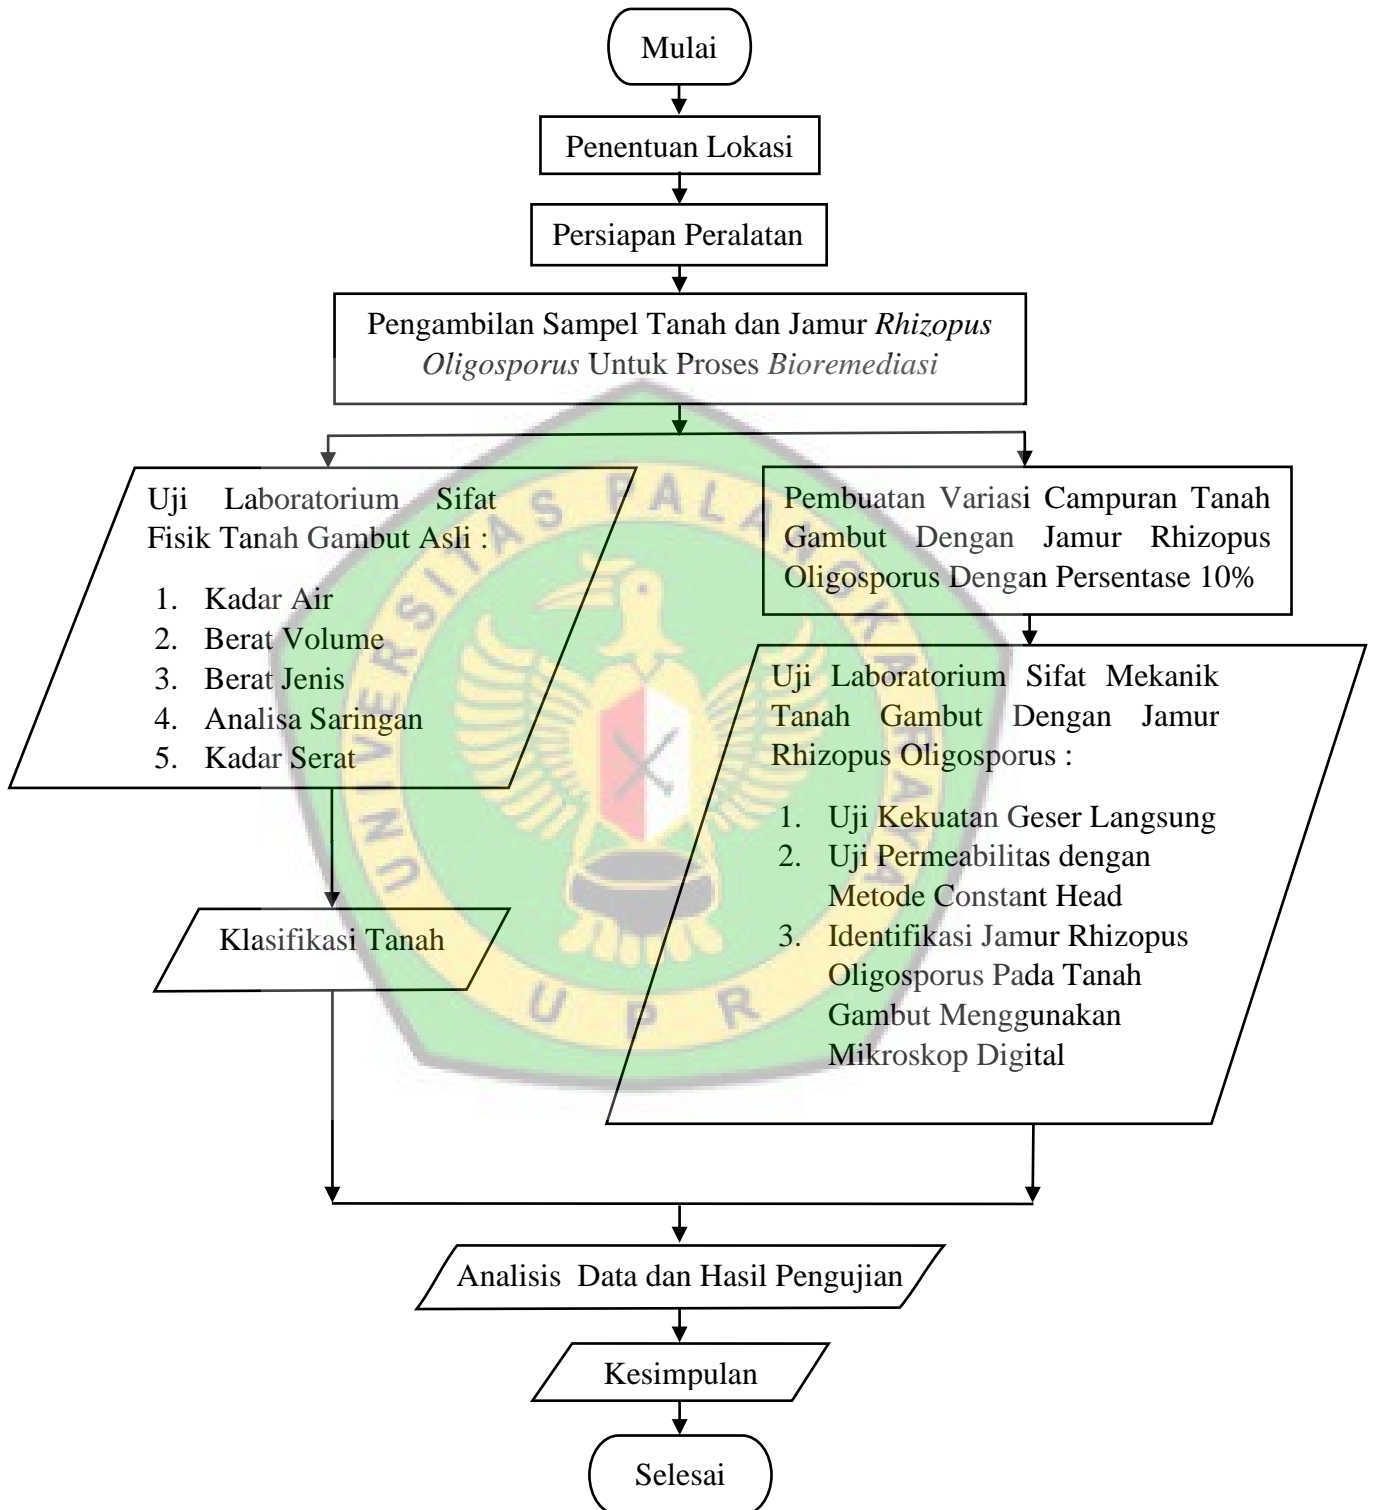 Mulai
Penentuan Lokasi
Persiapan Peralatan
Pengambilan Sampel Tanah dan Jamur Rhizopus
Oligosporus Untuk Proses Bioremediasi
Uji Laboratorium Sifat
Fisik Tanah Gambut Asli :
1. Kadar Air
2. Berat Volume
3. Berat Jenis
4. Analisa Saringan
5. Kadar Serat
Klasifikasi Tanah
Pembuatan Variasi Campuran Tanah
Gambut Dengan Jamur Rhizopus
Oligosporus Dengan Persentase 10%
Uji Laboratorium Sifat Mekanik
Tanah Gambut Dengan Jamur
Rhizopus Oligosporus :
1. Uji Kekuatan Geser Langsung
2. Uji Permeabilitas dengan
Metode Constant Head
3. Identifikasi Jamur Rhizopus
Oligosporus Pada Tanah
Gambut Menggunakan
Mikroskop Digital
Analisis Data dan Hasil Pengujian
Kesimpulan
Selesai
UNIVERSITAS PALANGKA RAYA
UPR